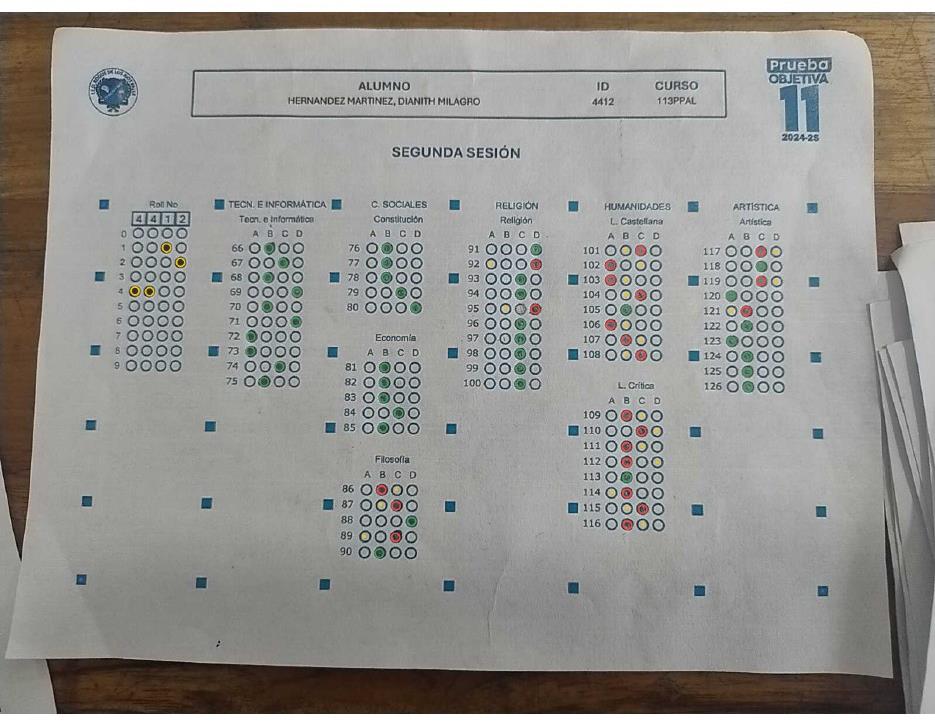 Prueba
OBJETIVA
11
2024-25
ALUMNO ID CURSO
HERNANDEZ MARTINEZ, DIANITH MILAGRO 4412 113PPAL
SEGUNDA SESIÓN
Roll No
4 4 1 2
0
1
2
3
4
5
6
7
8
9
TECN. E INFORMÁTICA
Tecn. e Informática
A B C D
66
67
68
69
70
71
72
73
74
75
C. SOCIALES
Constitución
A B C D
76
77
78
79
80
Economía
A B C D
81
82
83
84
85
Filosofía
A B C D
86
87
88
89
90
RELIGIÓN
Religión
A B C D
91
92
93
94
95
96
97
98
99
100
HUMANIDADES
L. Castellana
A B C D
101
102
103
104
105
106
107
108
L. Crítica
A B C D
109
110
111
112
113
114
115
116
ARTÍSTICA
Artística
A B C D
117
118
119
120
121
122
123
124
125
126